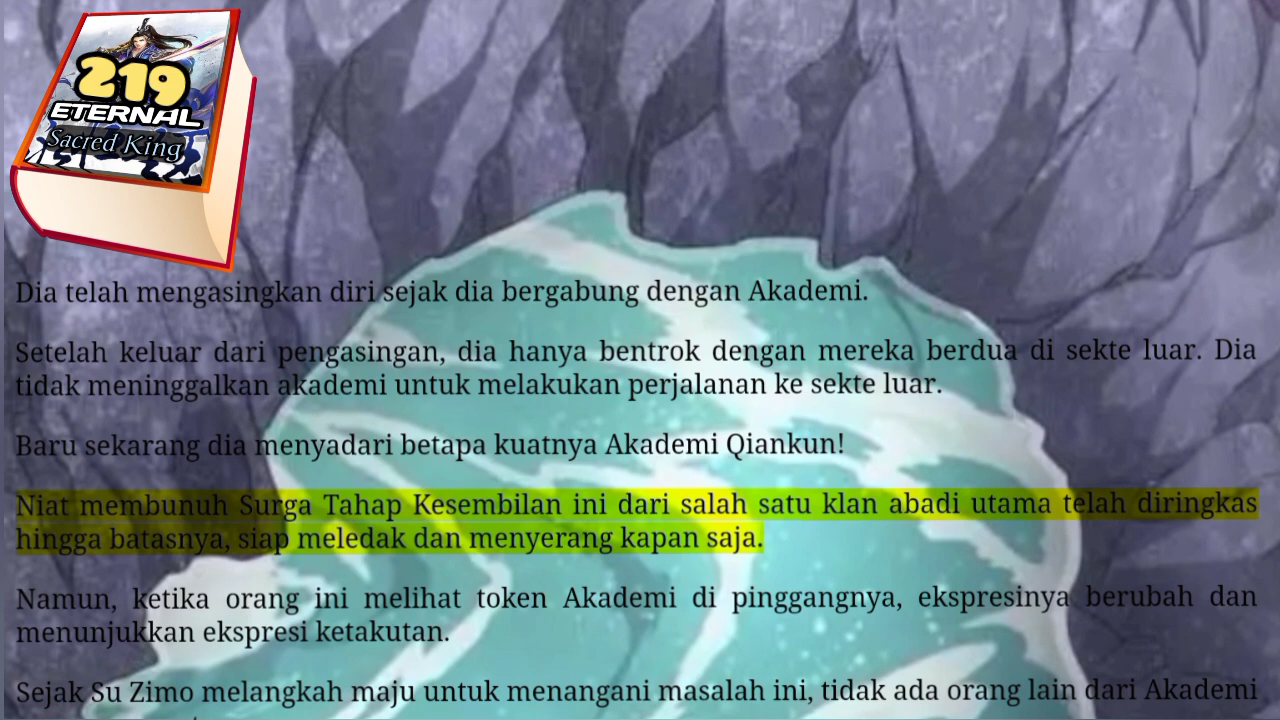 219
ETERNAL
Sacred King
Dia telah mengasingkan diri sejak dia bergabung dengan Akademi.
Setelah keluar dari pengasingan, dia hanya bentrok dengan mereka berdua di sekte luar. Dia
tidak meninggalkan akademi untuk melakukan perjalanan ke sekte luar.
Baru sekarang dia menyadari betapa kuatnya Akademi Qiankun!
Niat membunuh Surga Tahap Kesembilan ini dari salah satu klan abadi utama telah diringkas
hingga batasnya, siap meledak dan menyerang kapan saja.
Namun, ketika orang ini melihat token Akademi di pinggangnya, ekspresinya berubah dan
menunjukkan ekspresi ketakutan.
Sejak Su Zimo melangkah maju untuk menangani masalah ini, tidak ada orang lain dari Akademi